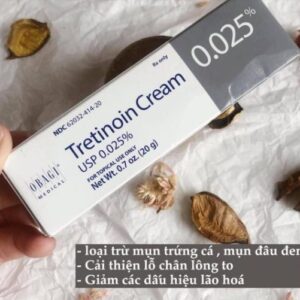 0.025%
Rx only
NDC 62032-414-20
Tretinoin Cream
USP 0.025%
FOR TOPICAL USE ONLY
Net Wt. 0.7 oz. (20 g)
OBAGI
MEDICAL
- loại trừ mụn trứng cá , mụn đâu đen
- Cải thiện lỗ chân lông to
- Giảm các dấu hiệu lão hoá